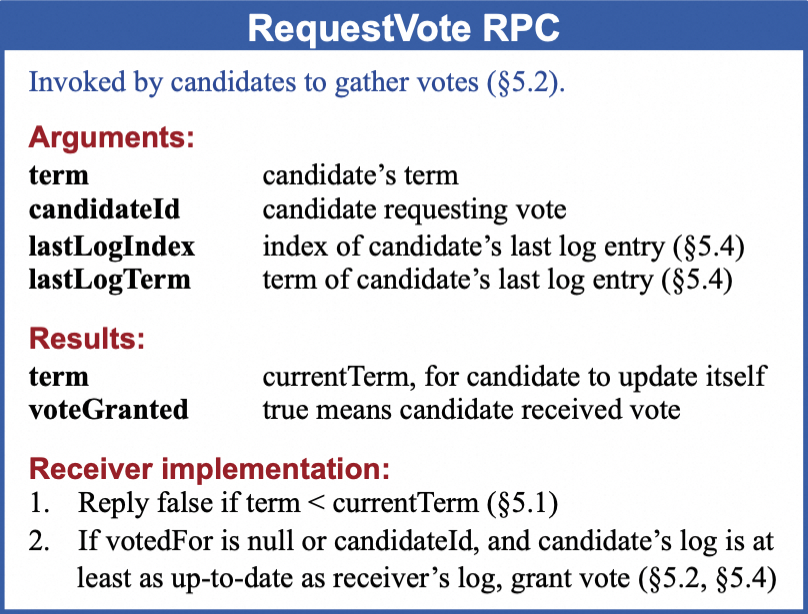 RequestVote RPC
Invoked by candidates to gather votes (§5.2).
Arguments:
term candidate’s term
candidateId candidate requesting vote
lastLogIndex index of candidate’s last log entry (§5.4)
lastLogTerm term of candidate’s last log entry (§5.4)
Results:
term currentTerm, for candidate to update itself
voteGranted true means candidate received vote
Receiver implementation:
1. Reply false if term < currentTerm (§5.1)
2. If votedFor is null or candidateId, and candidate’s log is at
least as up-to-date as receiver’s log, grant vote (§5.2, §5.4)